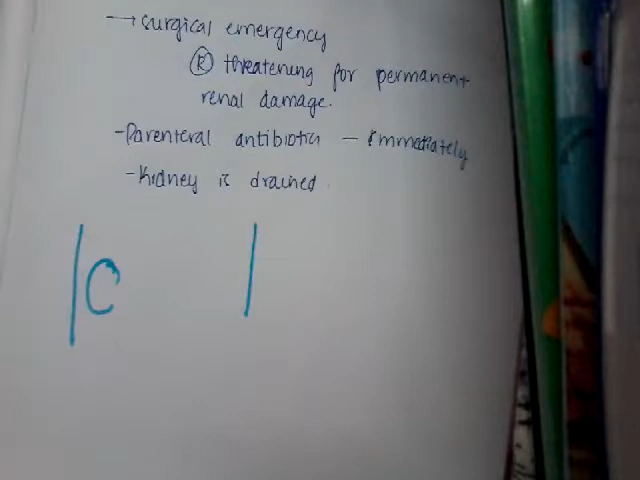 → surgical emergency
Ⓡ threatening for permanent
renal damage.
- Parenteral antibiotics — immediately
- Kidney is drained.
| C |